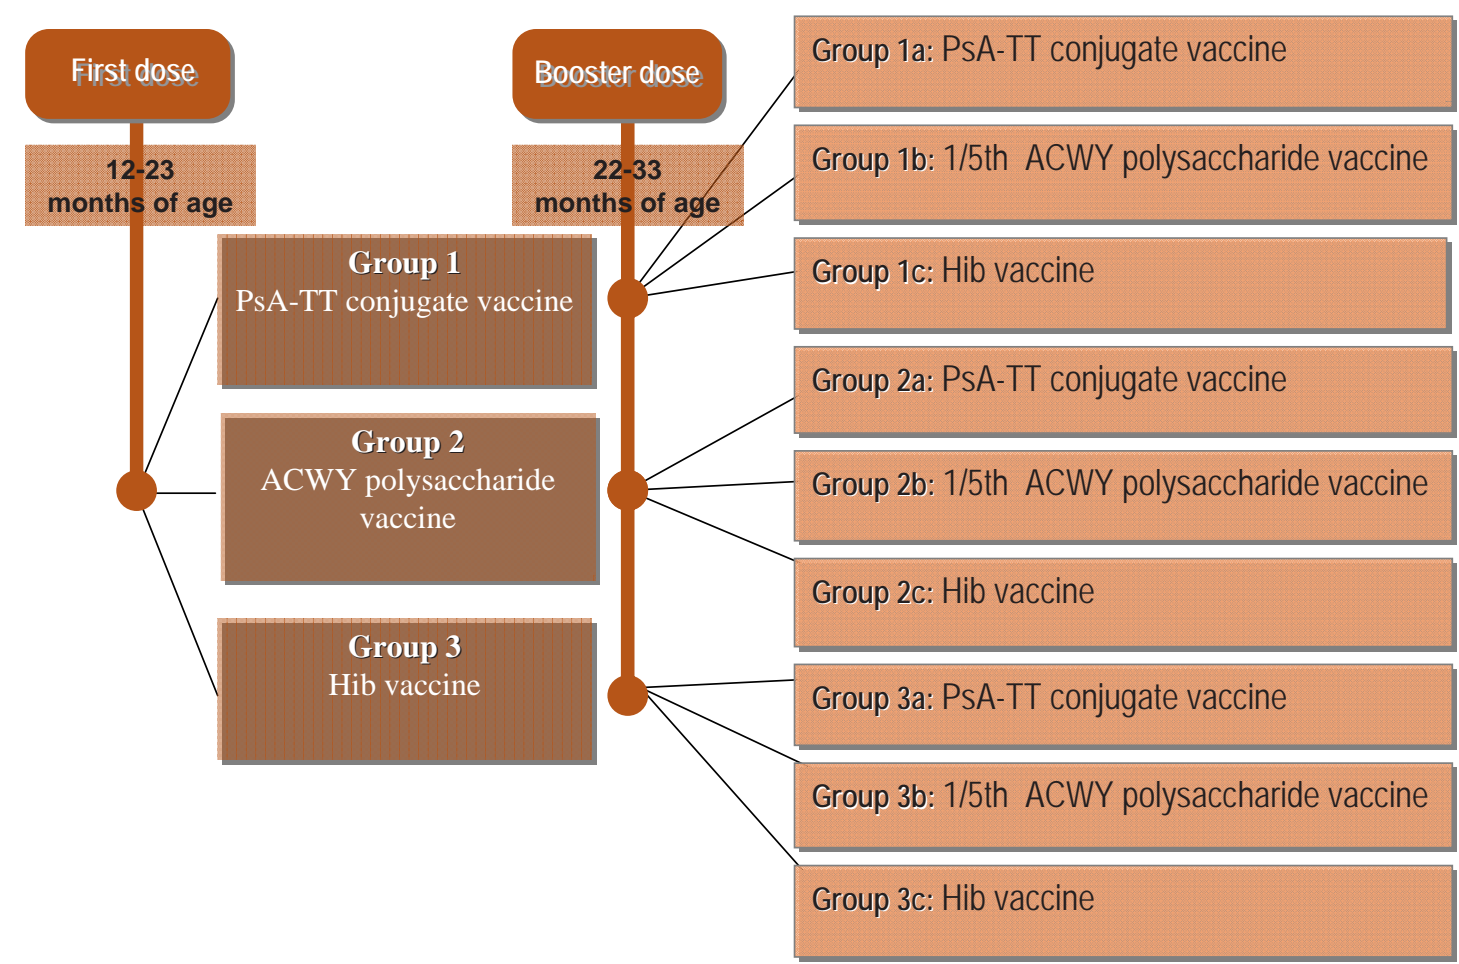 First dose
12-23
months of age
Group 1
PsA-TT conjugate vaccine
Group 2
ACWY polysaccharide
vaccine
Group 3
Hib vaccine
Booster dose
22-33
months of age
Group 1a: PsA-TT conjugate vaccine
Group 1b: 1/5th ACWY polysaccharide vaccine
Group 1c: Hib vaccine
Group 2a: PsA-TT conjugate vaccine
Group 2b: 1/5th ACWY polysaccharide vaccine
Group 2c: Hib vaccine
Group 3a: PsA-TT conjugate vaccine
Group 3b: 1/5th ACWY polysaccharide vaccine
Group 3c: Hib vaccine